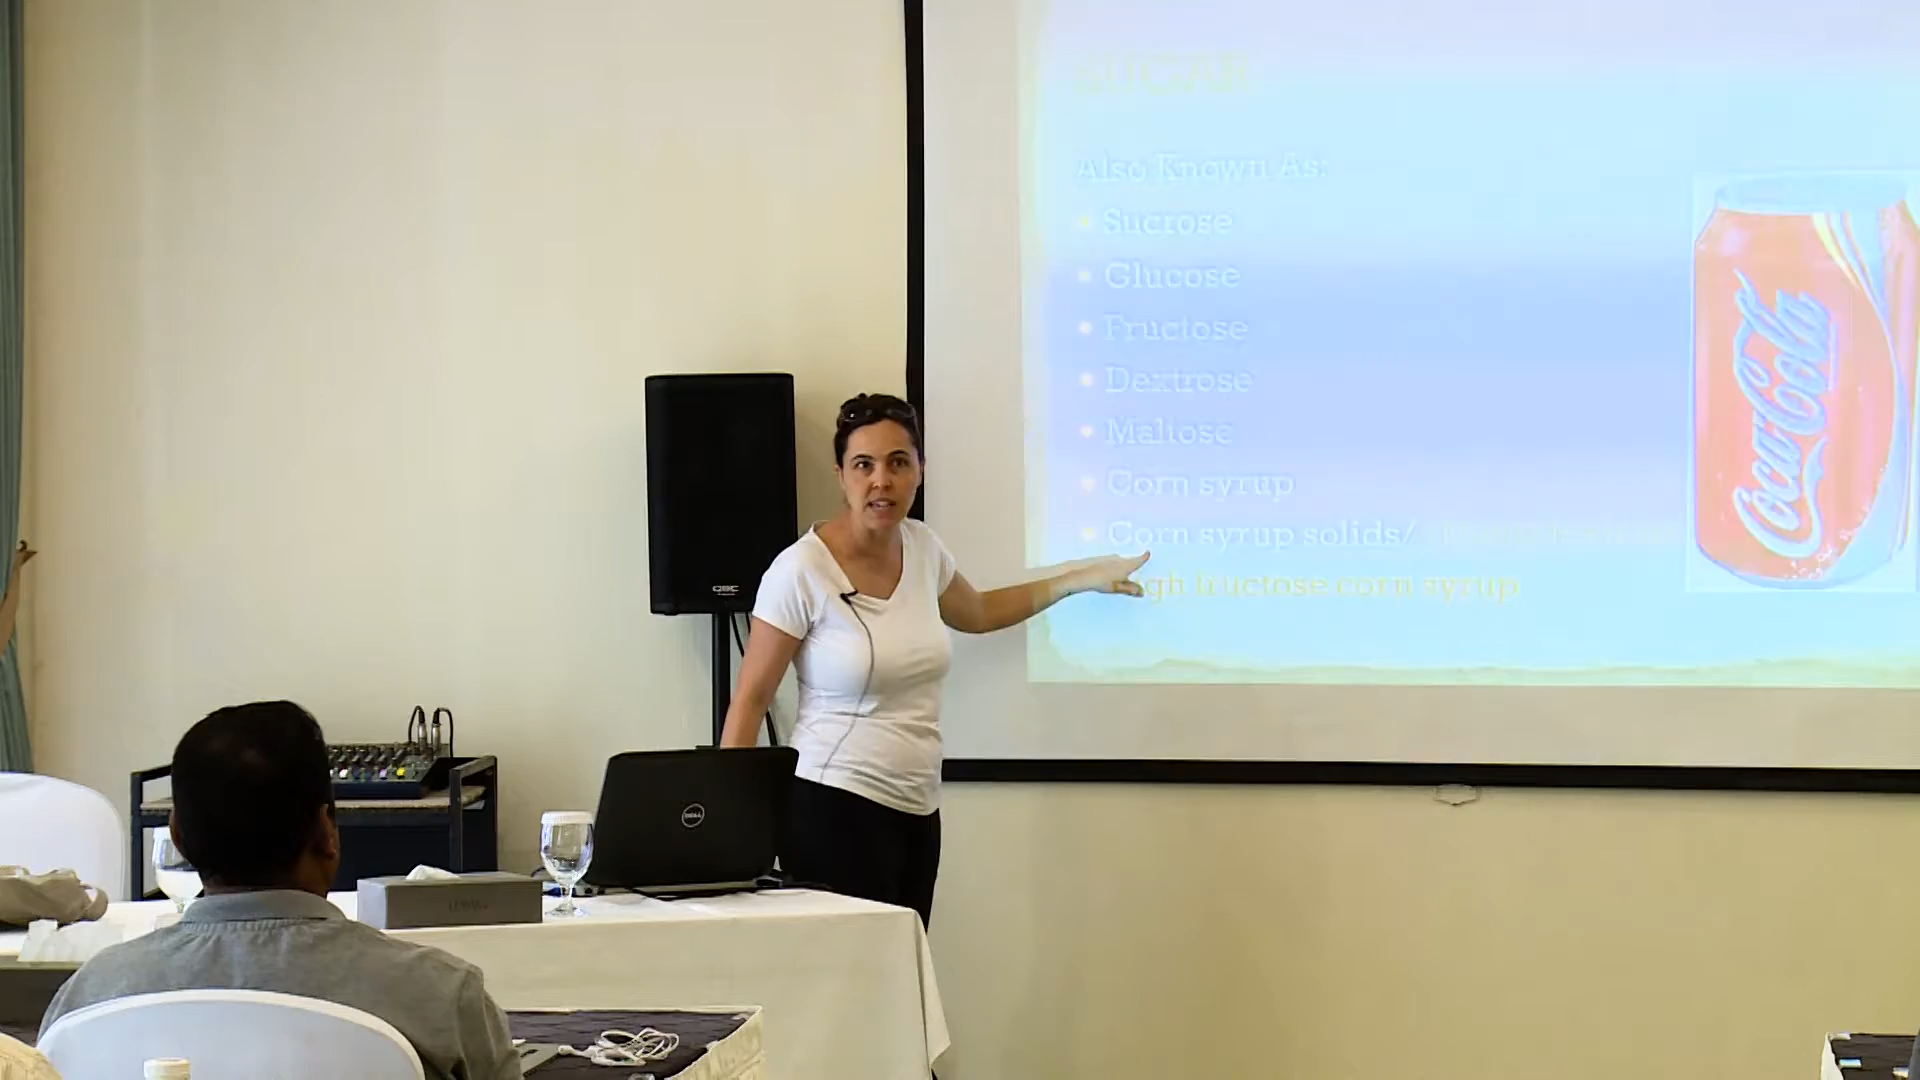 SUGAR
Also Known As:
• Sucrose
• Glucose
• Fructose
• Dextrose
• Maltose
• Corn syrup
• Corn syrup solids/
gh fructose corn syrup
Coca-Cola
QSC
DELL